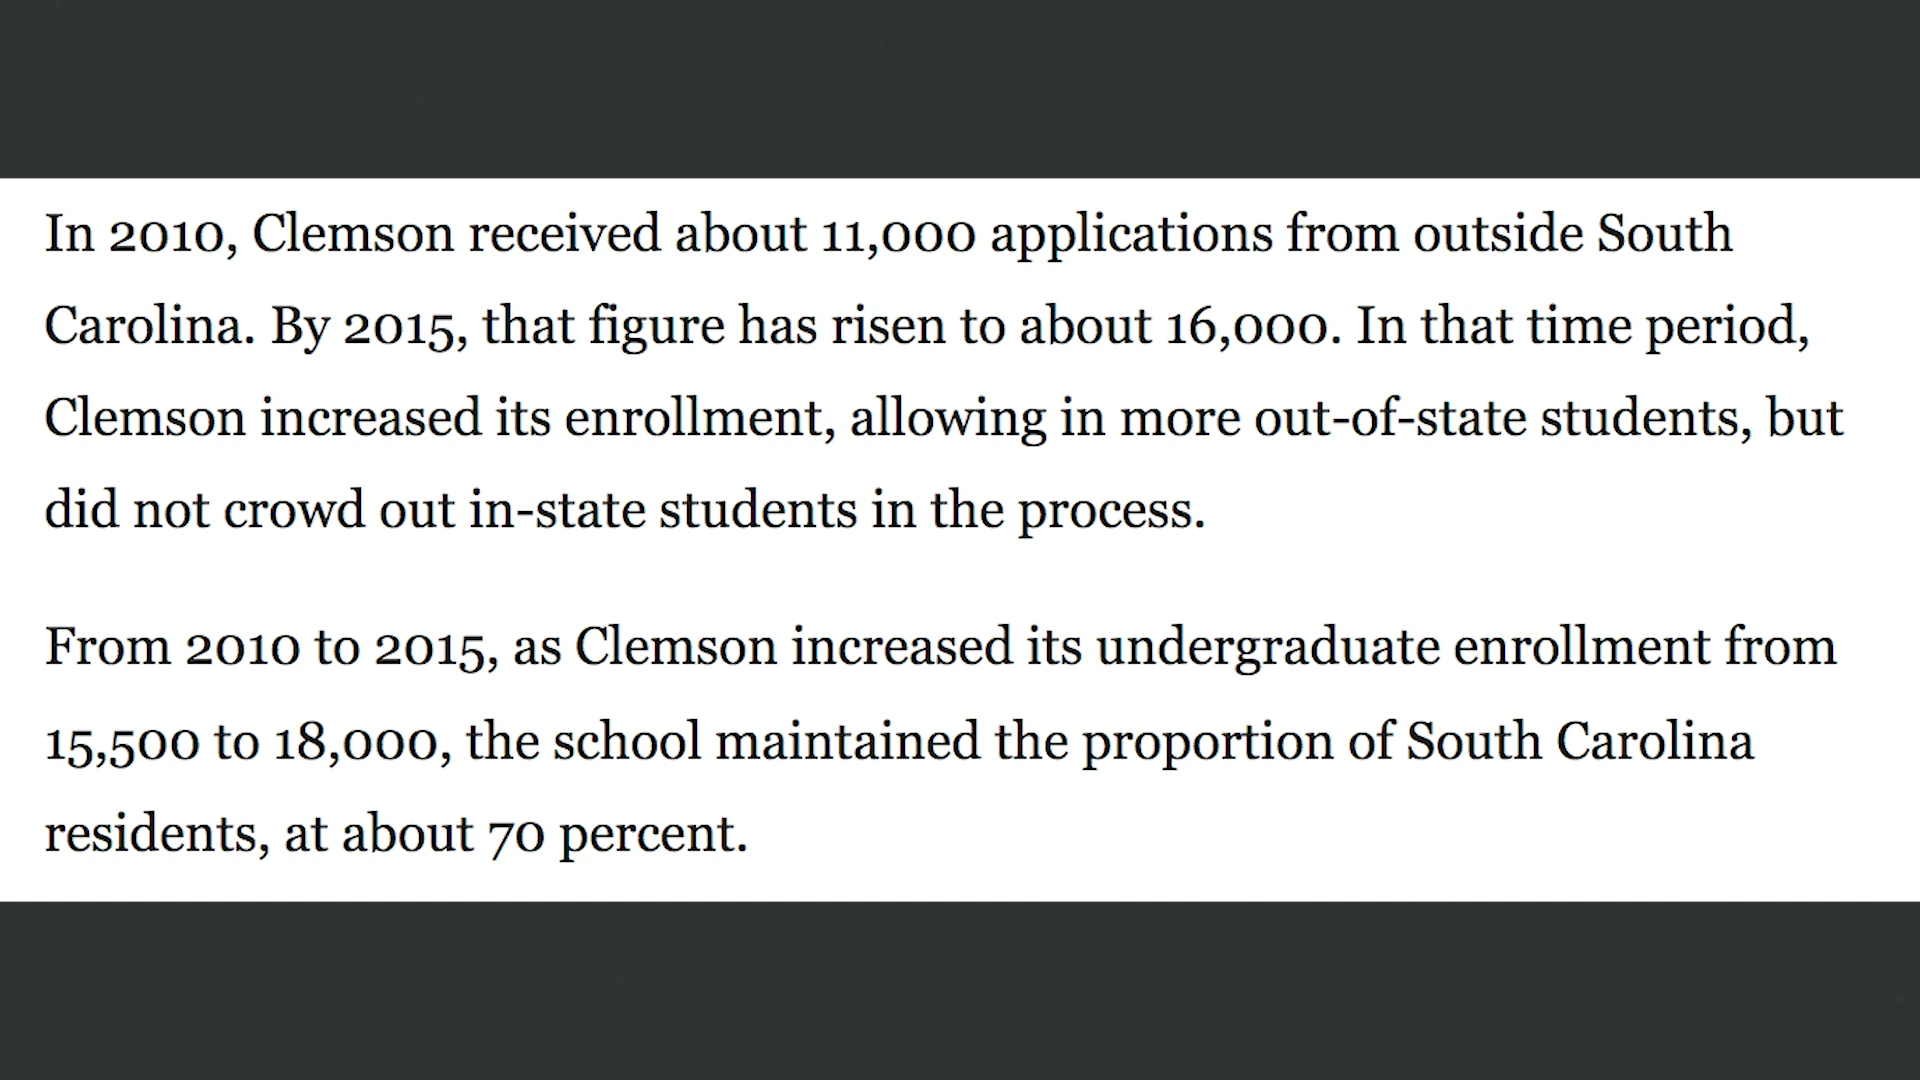 In 2010, Clemson received about 11,000 applications from outside South
Carolina. By 2015, that figure has risen to about 16,000. In that time period,
Clemson increased its enrollment, allowing in more out-of-state students, but
did not crowd out in-state students in the process.
From 2010 to 2015, as Clemson increased its undergraduate enrollment from
15,500 to 18,000, the school maintained the proportion of South Carolina
residents, at about 70 percent.